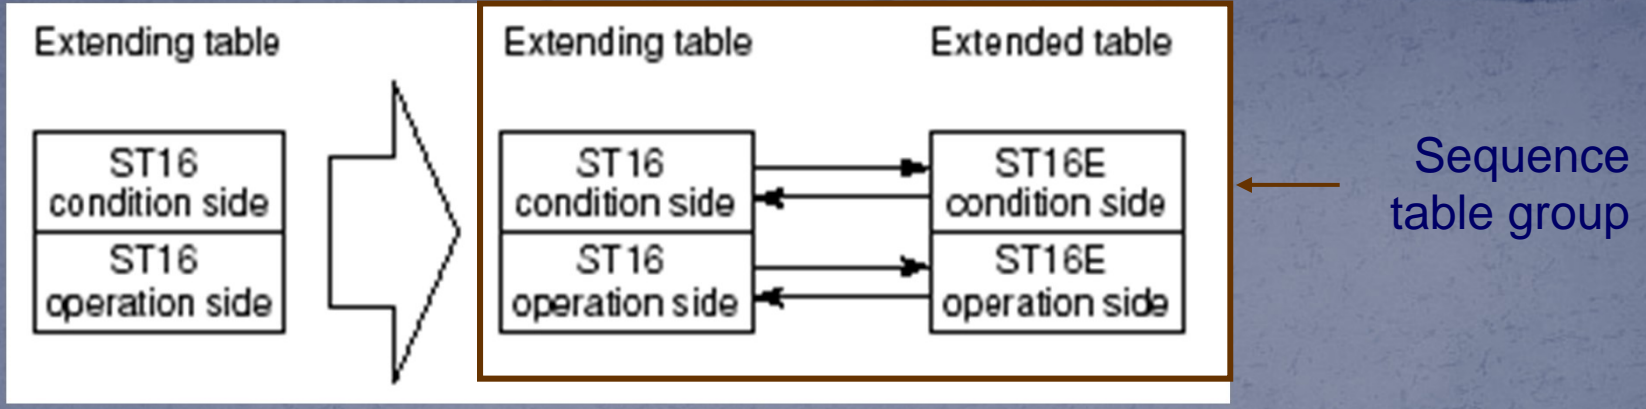 Extending table
ST16
condition side
ST16
operation side
Extending table
ST16
condition side
ST16
operation side
Extended table
ST16E
condition side
ST16E
operation side
Sequence
table group